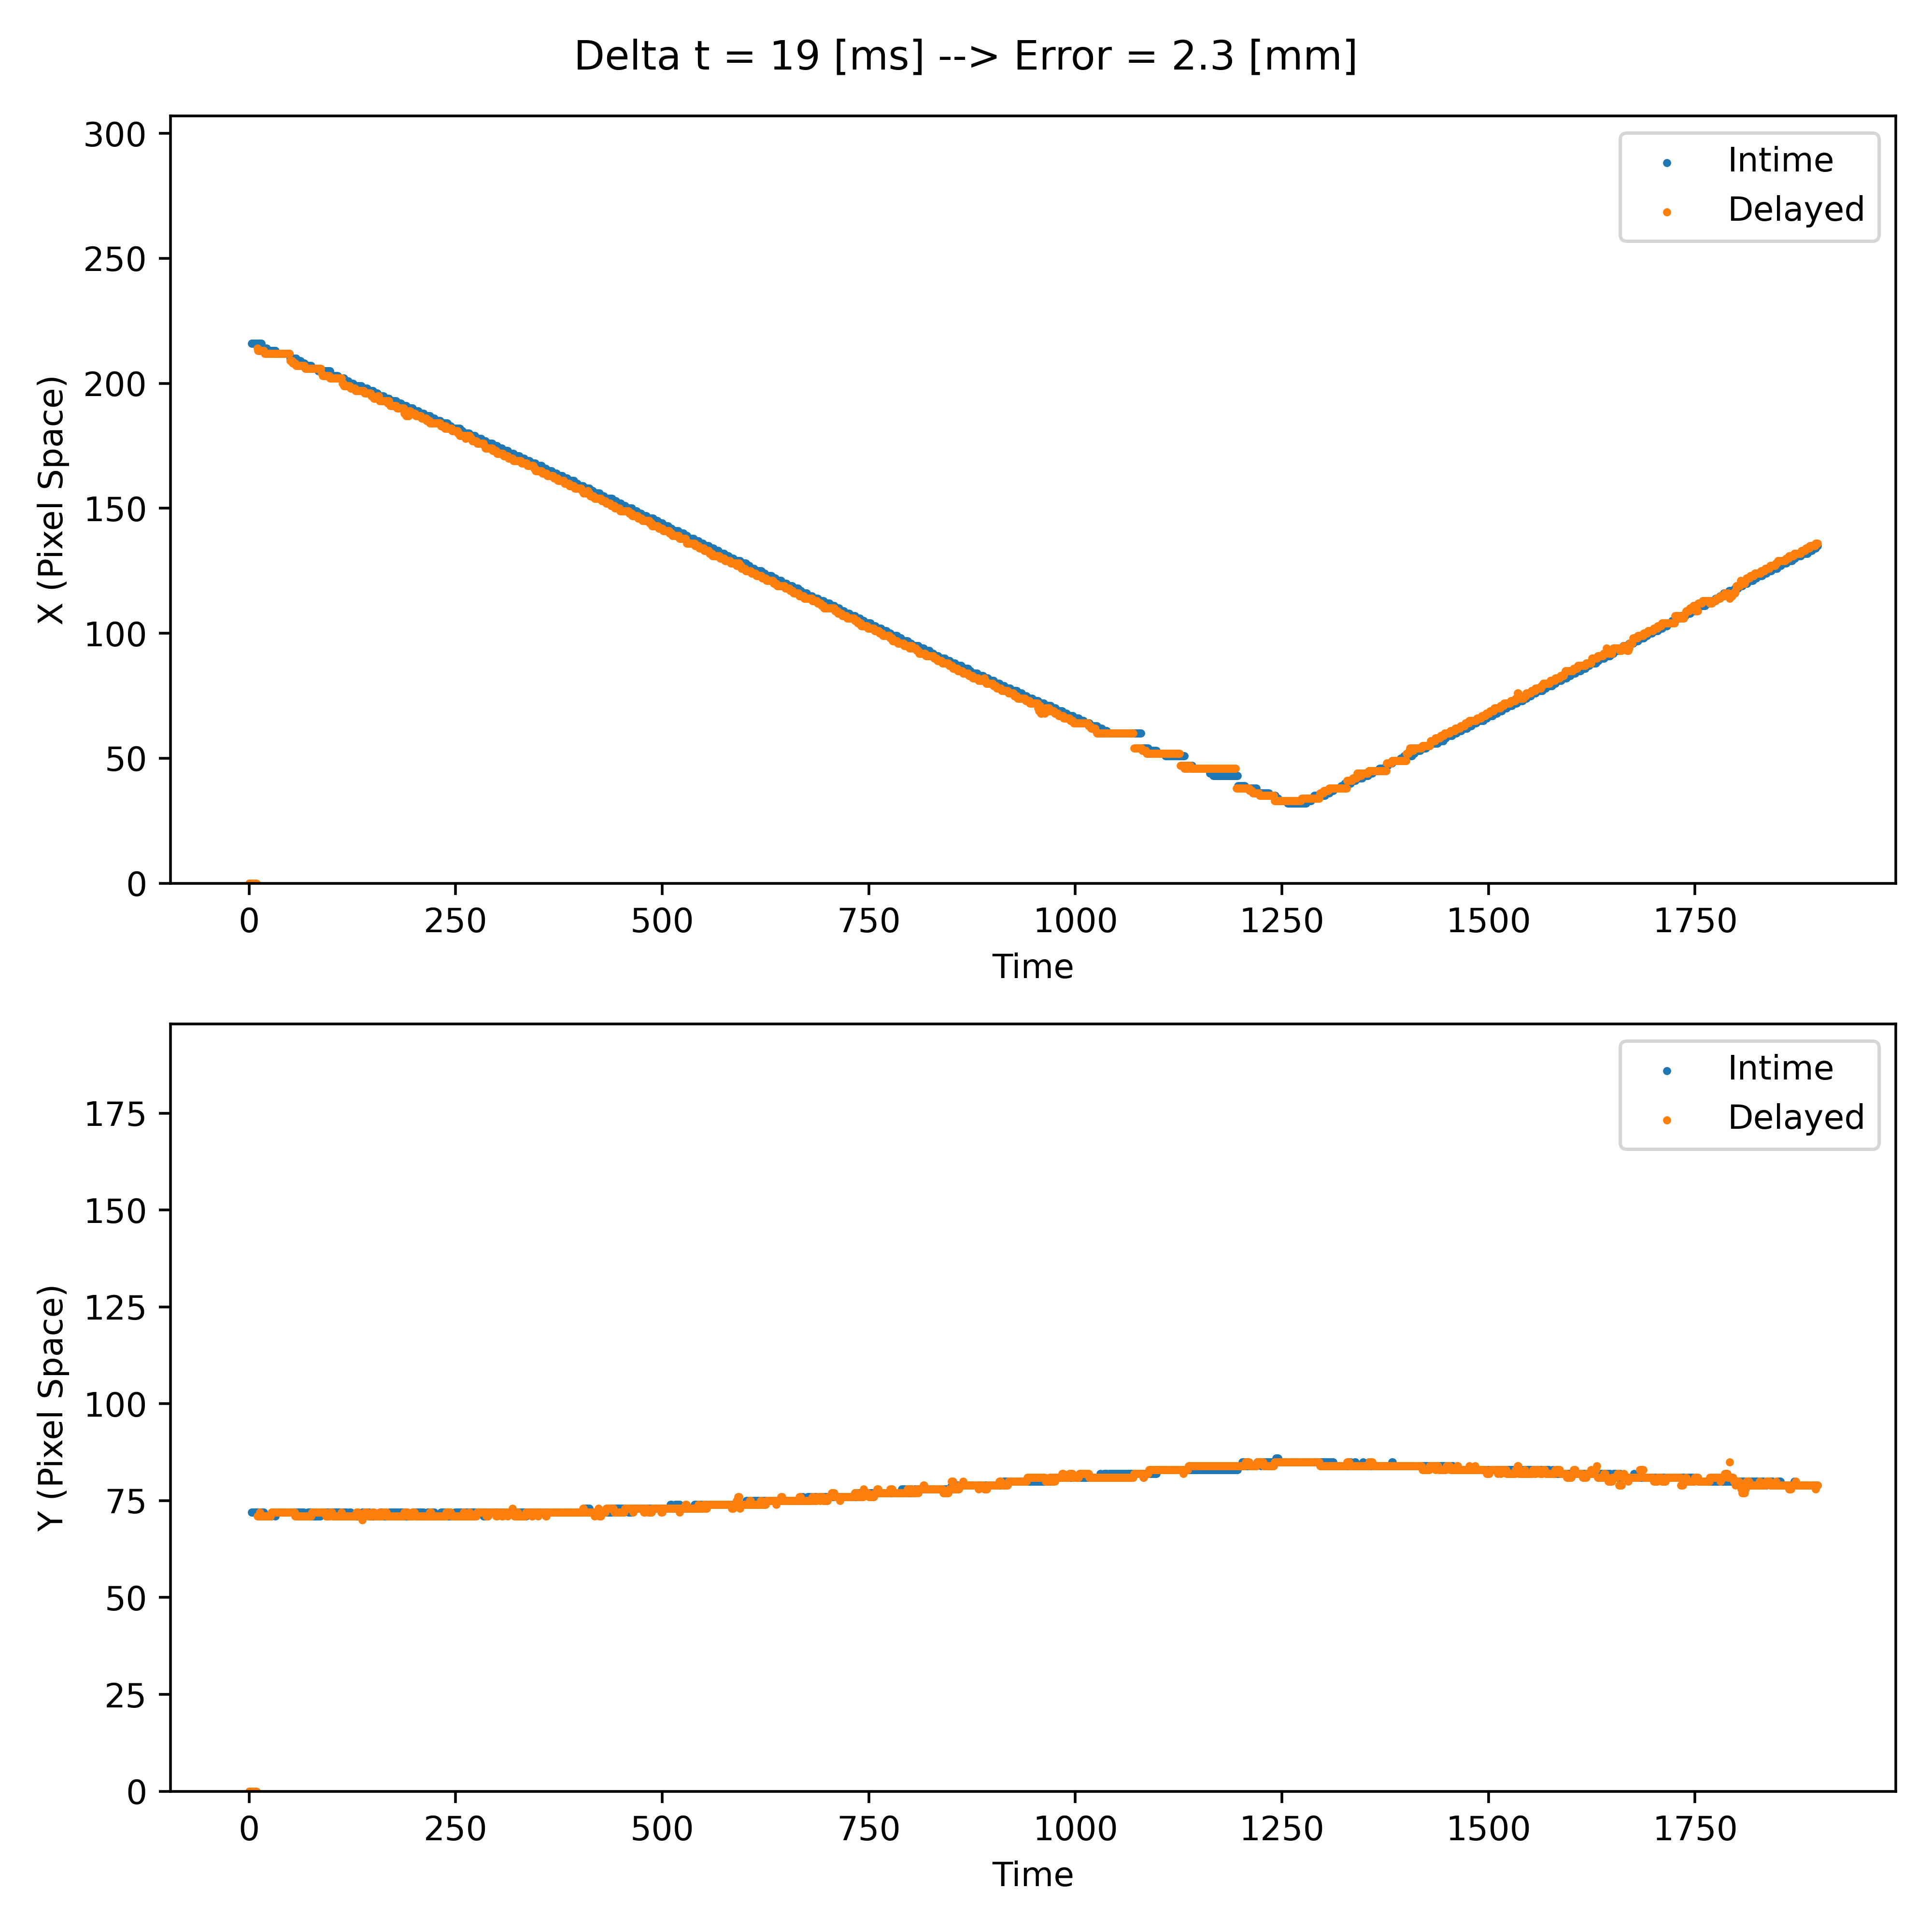 Delta t = 19 [ms] --> Error = 2.3 [mm]
300
250
200
150
100
50
0
X (Pixel Space)
Intime
Delayed
0 250 500 750 1000 1250 1500 1750
Time
175
150
125
100
75
50
25
0
Y (Pixel Space)
Intime
Delayed
0 250 500 750 1000 1250 1500 1750
Time